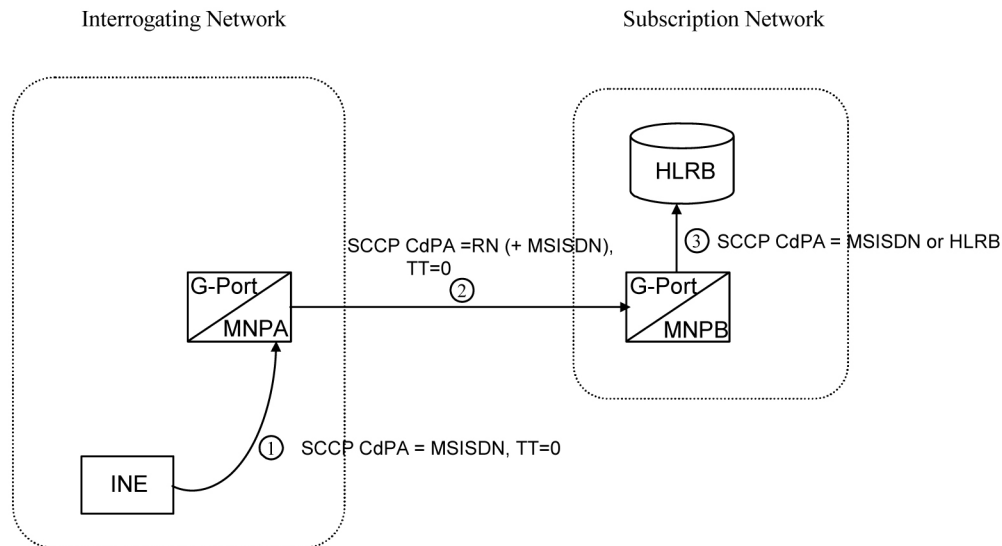 Interrogating Network
Subscription Network
HLRB
SCCP CdPA =RN (+ MSISDN),
TT=0
②
③ SCCP CdPA = MSISDN or HLRB
G-Port
MNPA
G-Port
MNPB
① SCCP CdPA = MSISDN, TT=0
INE